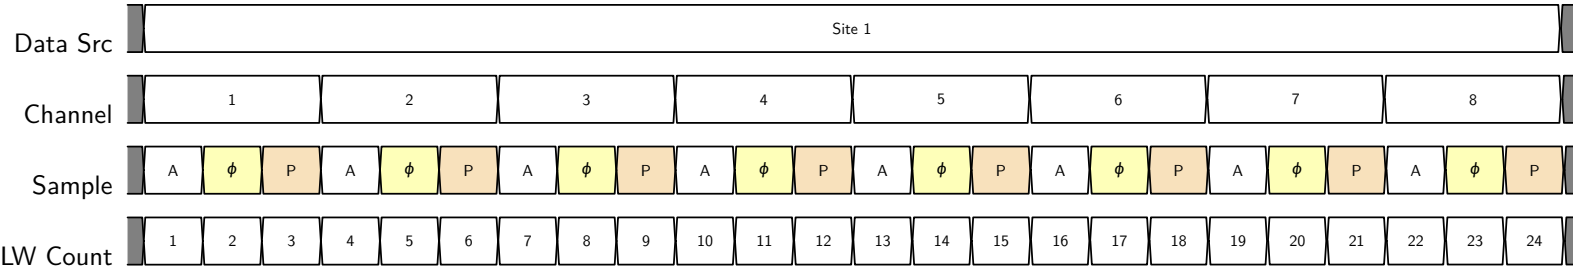 Data Src Site 1
Channel 1 2 3 4 5 6 7 8
Sample A ϕ P A ϕ P A ϕ P A ϕ P A ϕ P A ϕ P A ϕ P A ϕ P
LW Count 1 2 3 4 5 6 7 8 9 10 11 12 13 14 15 16 17 18 19 20 21 22 23 24